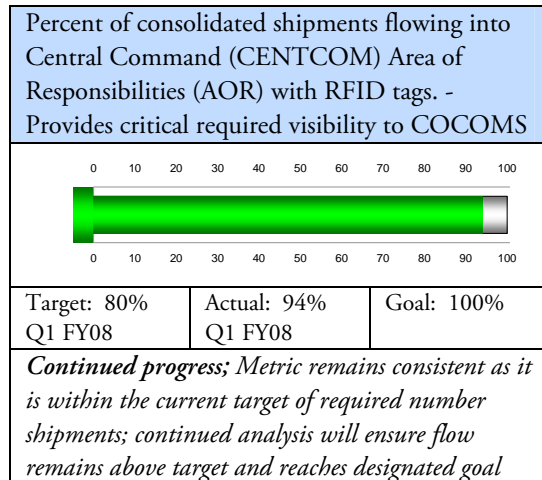 Percent of consolidated shipments flowing into
Central Command (CENTCOM) Area of
Responsibilities (AOR) with RFID tags. -
Provides critical required visibility to COCOMS
0 10 20 30 40 50 60 70 80 90 100
0 10 20 30 40 50 60 70 80 90 100
Target: 80%
Q1 FY08
Actual: 94%
Q1 FY08
Goal: 100%
Continued progress; Metric remains consistent as it
is within the current target of required number
shipments; continued analysis will ensure flow
remains above target and reaches designated goal